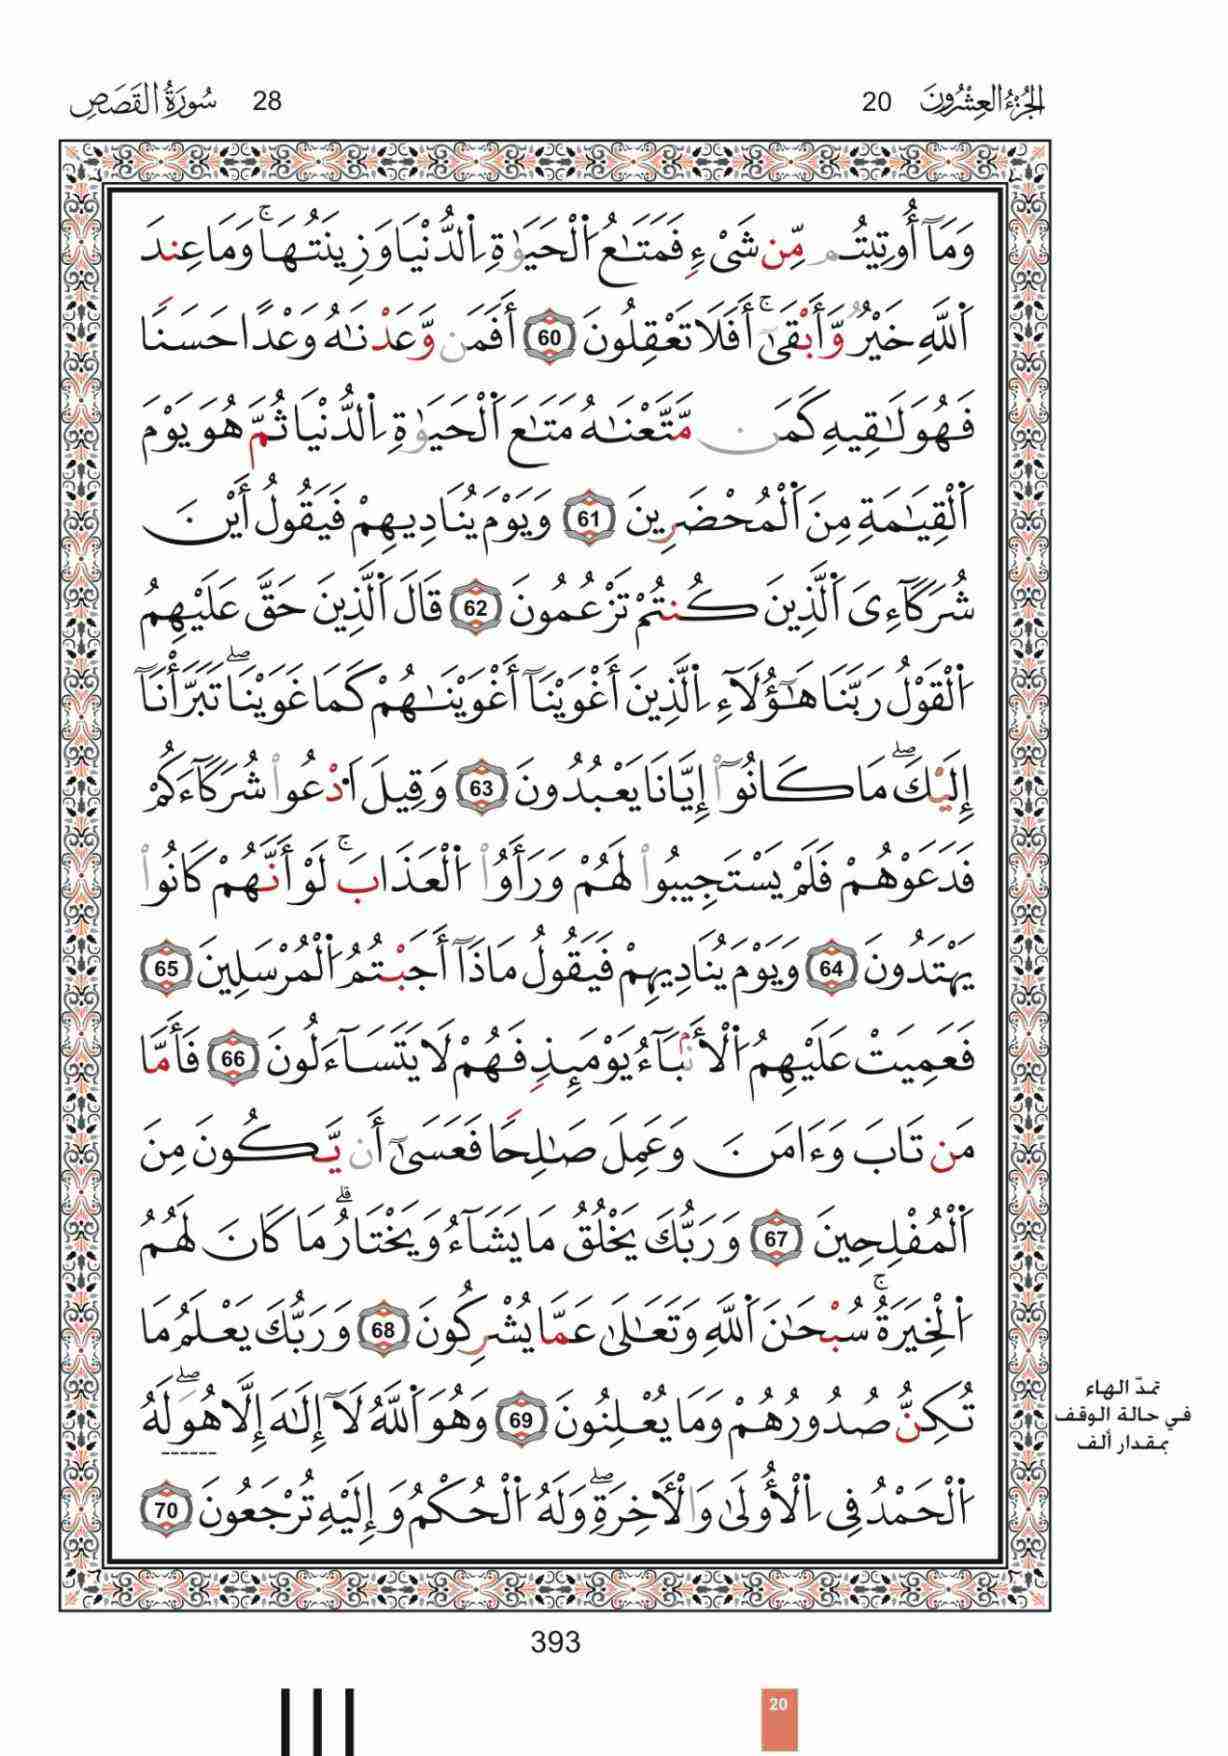 الجزء العشرون 20
28 سورة القصص
وَمَآ أُوتِيتُم مِّن شَىْءٍ فَمَتَـٰعُ ٱلْحَيَوٰةِ ٱلدُّنْيَا وَزِينَتُهَا ۚ وَمَا عِندَ
ٱللَّهِ خَيْرٌ وَّأَبْقَىٰٓ ۚ أَفَلَا تَعْقِلُونَ 60 أَفَمَن وَّعَدْنَـٰهُ وَعْدًا حَسَنًا
فَهُوَ لَـٰقِيهِ كَمَن مَّتَّعْنَـٰهُ مَتَـٰعَ ٱلْحَيَوٰةِ ٱلدُّنْيَا ثُمَّ هُوَ يَوْمَ
ٱلْقِيَـٰمَةِ مِنَ ٱلْمُحْضَرِينَ 61 وَيَوْمَ يُنَادِيهِمْ فَيَقُولُ أَيْنَ
شُرَكَآءِىَ ٱلَّذِينَ كُنتُمْ تَزْعُمُونَ 62 قَالَ ٱلَّذِينَ حَقَّ عَلَيْهِمُ
ٱلْقَوْلُ رَبَّنَا هَـٰٓؤُلَآءِ ٱلَّذِينَ أَغْوَيْنَآ أَغْوَيْنَـٰهُمْ كَمَا غَوَيْنَا ۖ تَبَرَّأْنَآ
إِلَيْكَ ۖ مَا كَانُوٓا۟ إِيَّانَا يَعْبُدُونَ 63 وَقِيلَ ٱدْعُوا۟ شُرَكَآءَكُمْ
فَدَعَوْهُمْ فَلَمْ يَسْتَجِيبُوا۟ لَهُمْ وَرَأَوُا۟ ٱلْعَذَابَ ۚ لَوْ أَنَّهُمْ كَانُوا۟
يَهْتَدُونَ 64 وَيَوْمَ يُنَادِيهِمْ فَيَقُولُ مَاذَآ أَجَبْتُمُ ٱلْمُرْسَلِينَ 65
فَعَمِيَتْ عَلَيْهِمُ ٱلْأَنۢبَآءُ يَوْمَئِذٍ فَهُمْ لَا يَتَسَآءَلُونَ 66 فَأَمَّا
مَن تَابَ وَءَامَنَ وَعَمِلَ صَـٰلِحًا فَعَسَىٰٓ أَن يَّكُونَ مِنَ
ٱلْمُفْلِحِينَ 67 وَرَبُّكَ يَخْلُقُ مَا يَشَآءُ وَيَخْتَارُ ۗ مَا كَانَ لَهُمُ
ٱلْخِيَرَةُ ۚ سُبْحَـٰنَ ٱللَّهِ وَتَعَـٰلَىٰ عَمَّا يُشْرِكُونَ 68 وَرَبُّكَ يَعْلَمُ مَا
تُكِنُّ صُدُورُهُمْ وَمَا يُعْلِنُونَ 69 وَهُوَ ٱللَّهُ لَآ إِلَـٰهَ إِلَّا هُوَ ۖ لَهُ
ٱلْحَمْدُ فِى ٱلْأُولَىٰ وَٱلْـَٔاخِرَةِ ۖ وَلَهُ ٱلْحُكْمُ وَإِلَيْهِ تُرْجَعُونَ 70
تمدّ الهاء
في حالة الوقف
بمقدار ألف
393
20